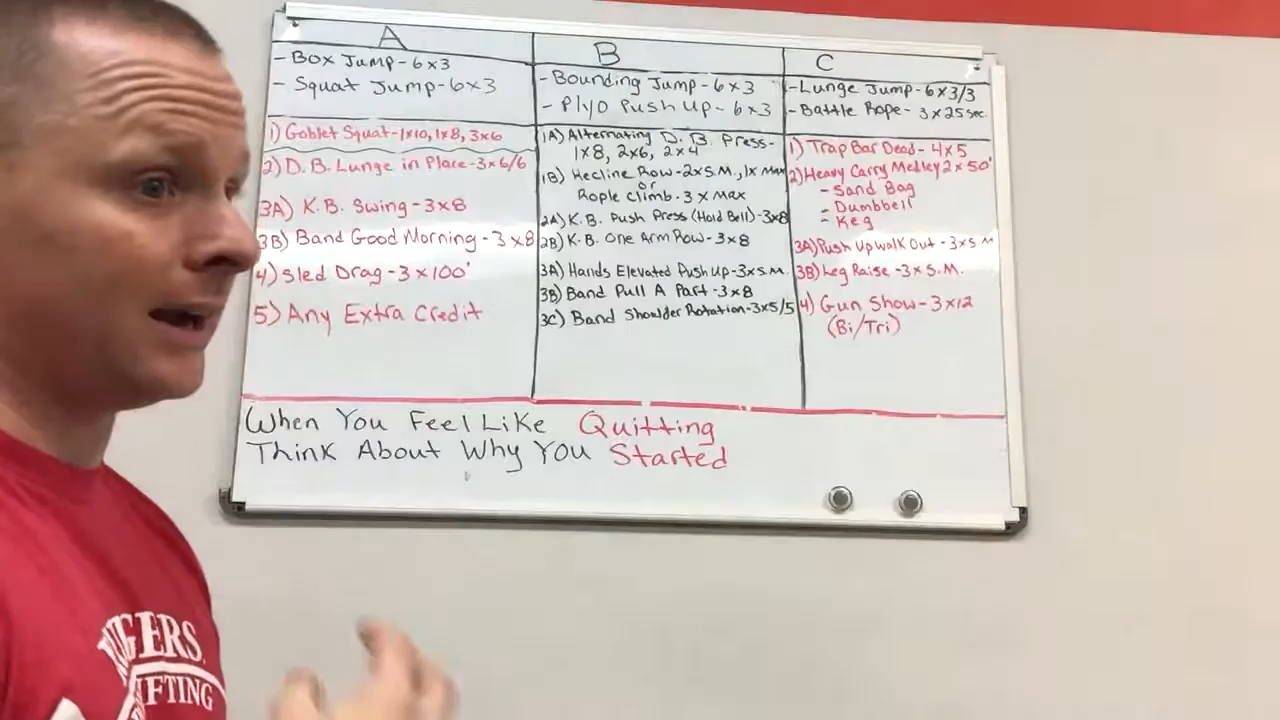 A
- Box Jump - 6x3
- Squat Jump - 6x3
1) Goblet Squat - 1x10, 1x8, 3x6
2) D.B. Lunge in Place - 3x6/6
3A) K.B. Swing - 3x8
3B) Band Good Morning - 3x8
4) Sled Drag - 3x100'
5) Any Extra Credit
B
- Bounding Jump - 6x3
- Plyo Push Up - 6x3
1A) Alternating D.B. Press -
1x8, 2x6, 2x4
1B) Hecline Row - 2xS.M., 1x Max
or
Rople Climb - 3 x Max
2A) K.B. Push Press (Hold Bell) - 3x8
2B) K.B. One Arm Row - 3x8
3A) Hands Elevated Push Up - 3xS.M.
3B) Band Pull A Part - 3x8
3C) Band Shoulder Rotation - 3x5/5
C
- Lunge Jump - 6x3/3
- Battle Rope - 3x25 sec.
1) Trap Bar Dead - 4x5
2) Heavy Carry Medley 2x50'
- Sand Bag
- Dumbbell
- Keg
3A) Push Up Walk Out - 3xS.M
3B) Leg Raise - 3xS.M.
4) Gun Show - 3x12
(Bi/Tri)
When You Feel Like Quitting
Think About Why You Started
GERS
IFTING